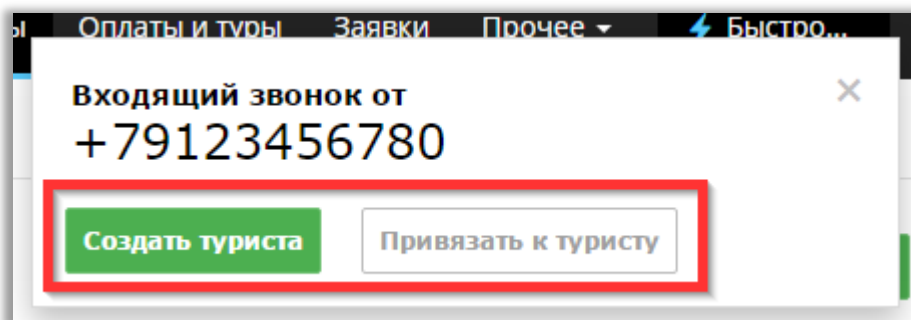 ы Оплаты и туры Заявки Прочее Быстро...
Входящий звонок от
+79123456780
Создать туриста Привязать к туристу